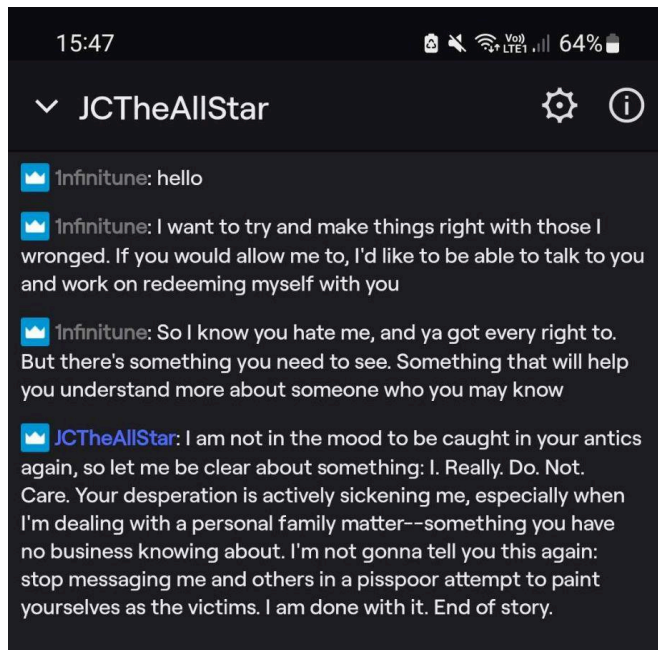 15:47 Vo)) LTE1 64%
JCTheAllStar
1nfinitune: hello
1nfinitune: I want to try and make things right with those I
wronged. If you would allow me to, I'd like to be able to talk to you
and work on redeeming myself with you
1nfinitune: So I know you hate me, and ya got every right to.
But there's something you need to see. Something that will help
you understand more about someone who you may know
JCTheAllStar: I am not in the mood to be caught in your antics
again, so let me be clear about something: I. Really. Do. Not.
Care. Your desperation is actively sickening me, especially when
I'm dealing with a personal family matter--something you have
no business knowing about. I'm not gonna tell you this again:
stop messaging me and others in a pisspoor attempt to paint
yourselves as the victims. I am done with it. End of story.